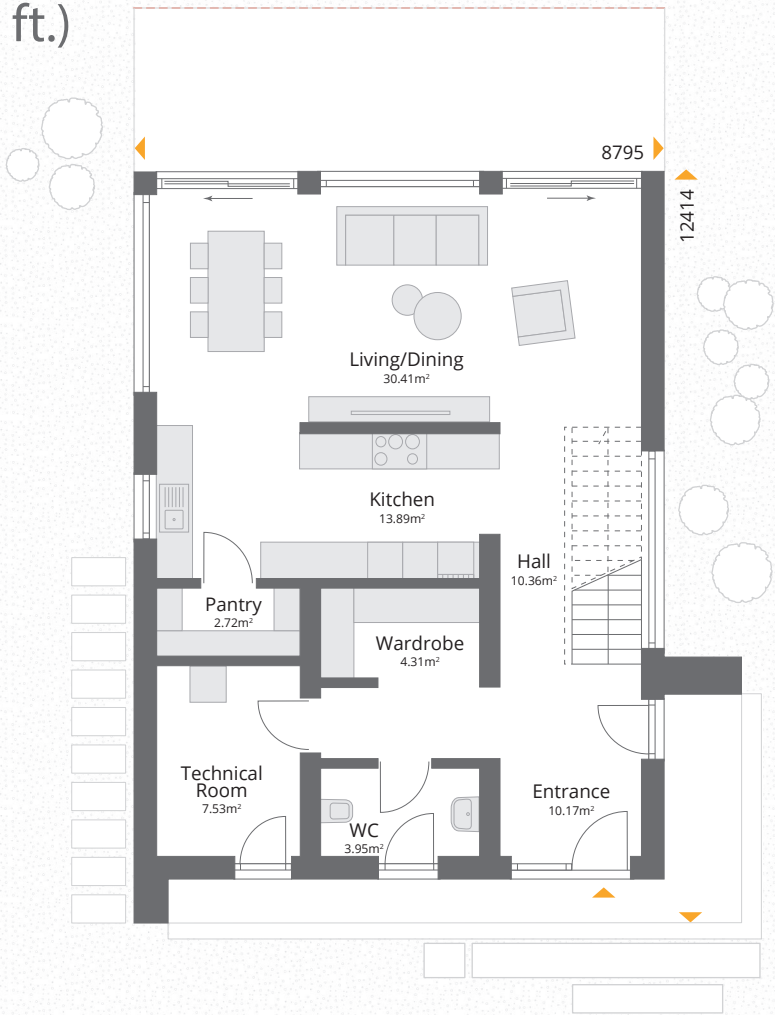 ft.)
8795
12414
Living/Dining
30.41m²
Kitchen
13.89m²
Hall
10.36m²
Pantry
2.72m²
Wardrobe
4.31m²
Technical
Room
7.53m²
Entrance
10.17m²
WC
3.95m²